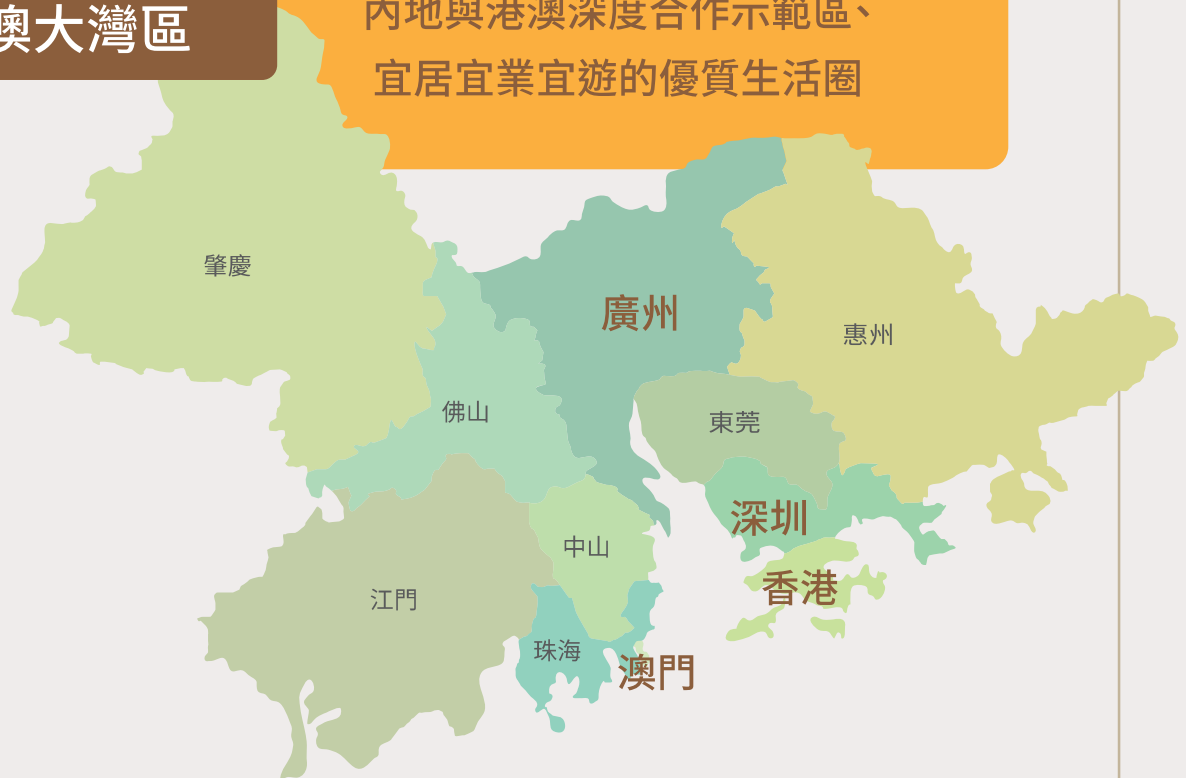 澳大灣區
內地與港澳深度合作示範區、
宜居宜業宜遊的優質生活圈
肇慶
廣州
惠州
佛山
東莞
深圳
中山
香港
江門
珠海
澳門